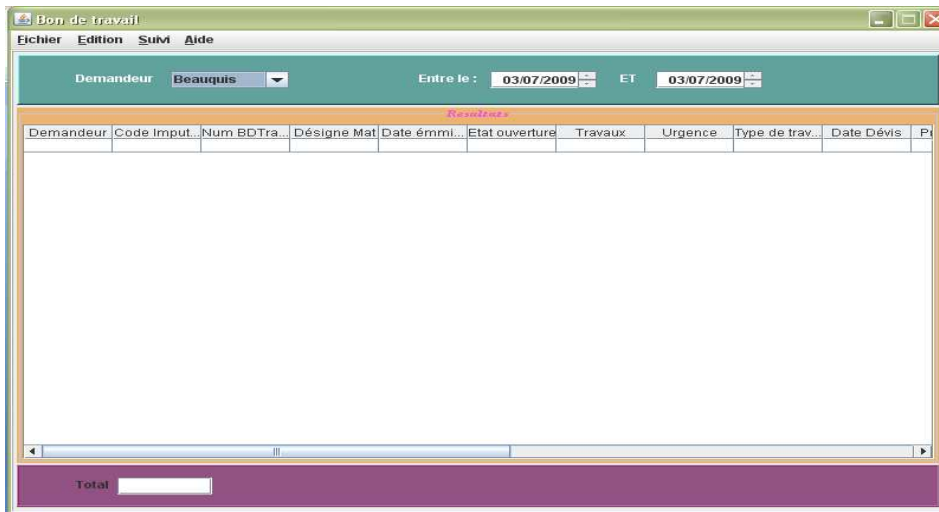 Bon de travail
Fichier Edition Suivi Aide
Demandeur Beauquis Entre le : 03/07/2009 ET 03/07/2009
Resultats
Demandeur Code Imput... Num BDTra... Désigne Mat Date émmi... Etat ouverture Travaux Urgence Type de trav... Date Dévis
Total